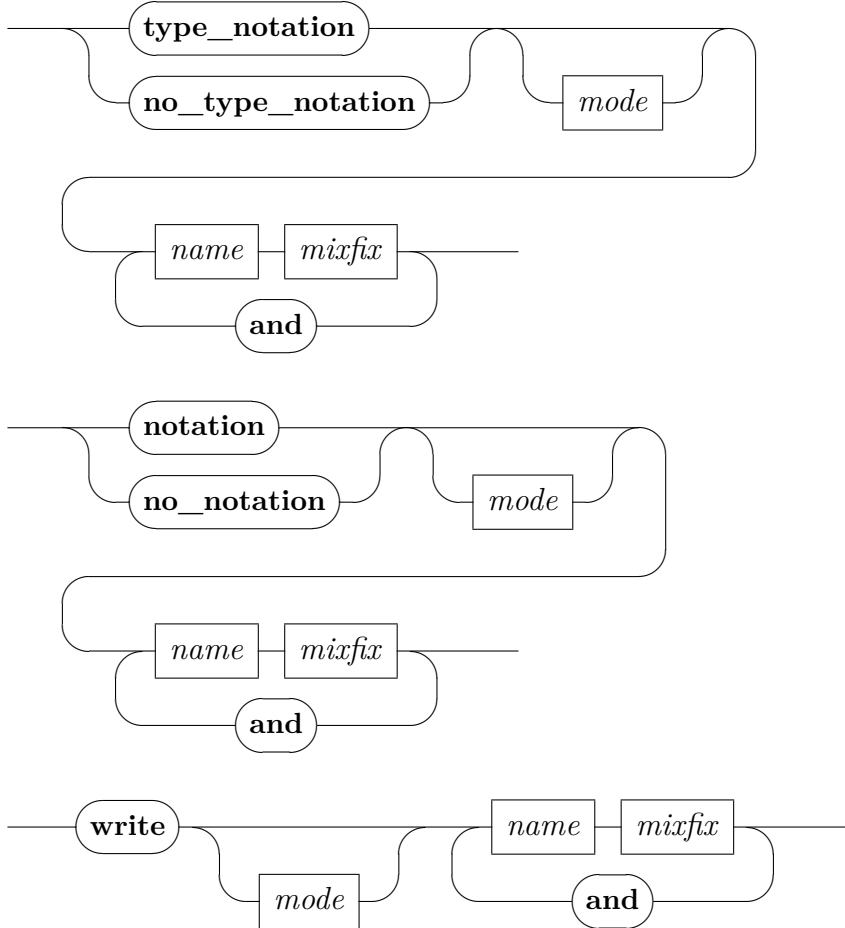 type_notation
no_type_notation mode
name mixfix
and
notation
no_notation mode
name mixfix
and
write name mixfix
mode and